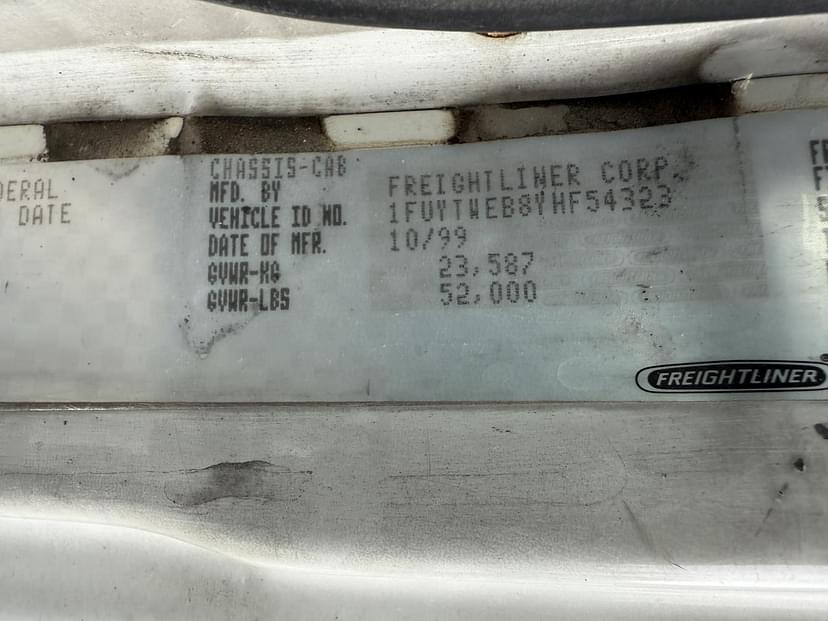 DERAL
DATE
CHASSIS-CAB
MFD. BY FREIGHTLINER CORP.
VEHICLE ID NO. 1FUYTWEB8YHF54323
DATE OF MFR. 10/99
GVWR-KG 23,587
GVWR-LBS 52,000
FREIGHTLINER